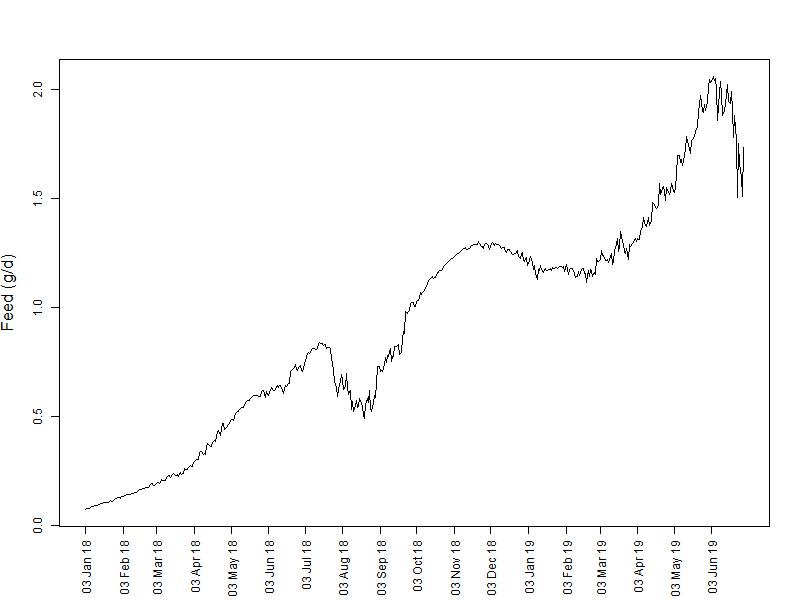 Feed (g/d)
2.0
1.5
1.0
0.5
0.0
03 Jan 18
03 Feb 18
03 Mar 18
03 Apr 18
03 May 18
03 Jun 18
03 Jul 18
03 Aug 18
03 Sep 18
03 Oct 18
03 Nov 18
03 Dec 18
03 Jan 19
03 Feb 19
03 Mar 19
03 Apr 19
03 May 19
03 Jun 19